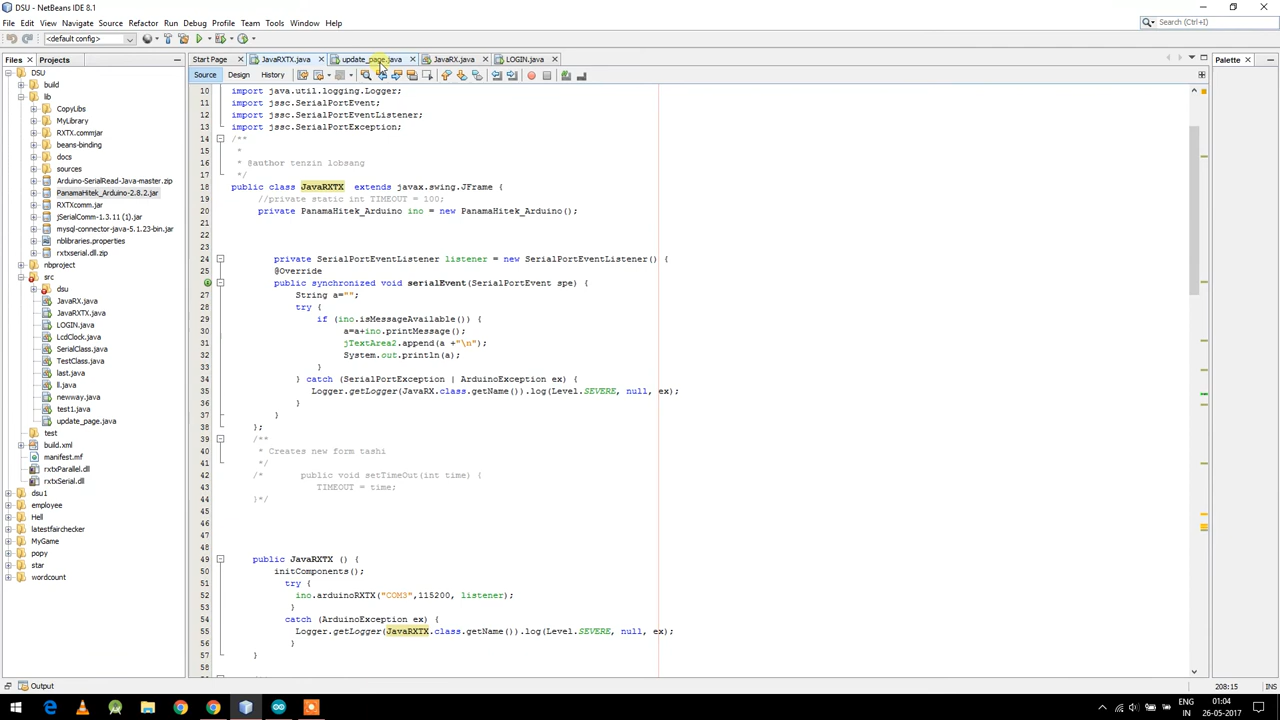 DSU - NetBeans IDE 8.1
File Edit View Navigate Source Refactor Run Debug Profile Team Tools Window Help
Search (Ctrl+I)
<default config>
Files Projects
Start Page JavaRXTX.java update_page.java JavaRX.java LOGIN.java
Palette
Source Design History
DSU
build
lib
CopyLibs
MyLibrary
RXTX.commjar
beans-binding
docs
sources
Arduino-SerialRead-Java-master.zip
PanamaHitek_Arduino-2.8.2.jar
RXTXcomm.jar
jSerialComm-1.3.11 (1).jar
mysql-connector-java-5.1.23-bin.jar
nblibraries.properties
rxtxserial.dll.zip
nbproject
src
dsu
JavaRX.java
JavaRXTX.java
LOGIN.java
LcdClock.java
SerialClass.java
TestClass.java
last.java
ll.java
newway.java
test1.java
update_page.java
test
build.xml
manifest.mf
rxtxParallel.dll
rxtxSerial.dll
dsu1
employee
Hell
latestfairchecker
MyGame
popy
star
wordcount
10 import java.util.logging.Logger;
11 import jssc.SerialPortEvent;
12 import jssc.SerialPortEventListener;
13 import jssc.SerialPortException;
14 /**
15 *
16 * @author tenzin lobsang
17 */
18 public class JavaRXTX extends javax.swing.JFrame {
19 //private static int TIMEOUT = 100;
20 private PanamaHitek_Arduino ino = new PanamaHitek_Arduino();
21
22
23
24 private SerialPortEventListener listener = new SerialPortEventListener() {
25 @Override
public synchronized void serialEvent(SerialPortEvent spe) {
27 String a="";
28 try {
29 if (ino.isMessageAvailable()) {
30 a=a+ino.printMessage();
31 jTextArea2.append(a +"\n");
32 System.out.println(a);
33 }
34 } catch (SerialPortException | ArduinoException ex) {
35 Logger.getLogger(JavaRX.class.getName()).log(Level.SEVERE, null, ex);
36 }
37 }
38 };
39 /**
40 * Creates new form tashi
41 */
42 /* public void setTimeOut(int time) {
43 TIMEOUT = time;
44 }*/
45
46
47
48
49 public JavaRXTX () {
50 initComponents();
51 try {
52 ino.arduinoRXTX("COM3",115200, listener);
53 }
54 catch (ArduinoException ex) {
55 Logger.getLogger(JavaRXTX.class.getName()).log(Level.SEVERE, null, ex);
56 }
57 }
58
Output
208:15 INS
ENG
IN
01:04
26-05-2017